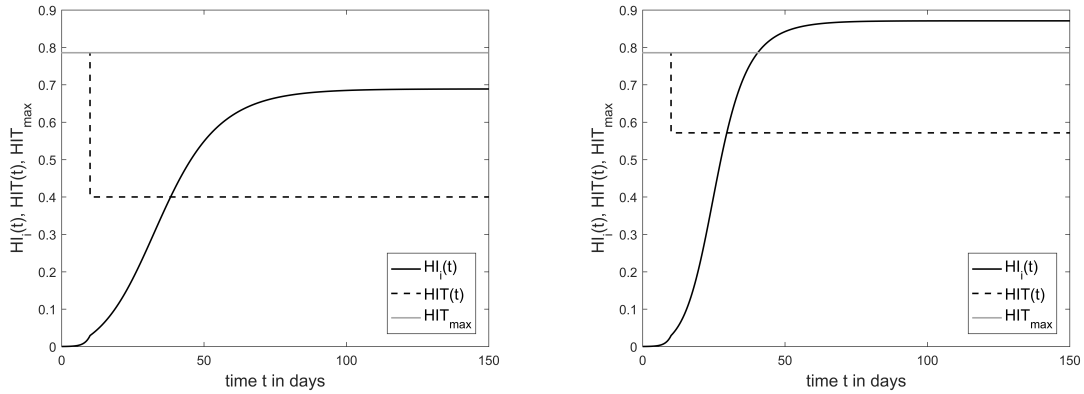 0.9
0.8
0.7
0.6
0.5
0.4
0.3
0.2
0.1
0
HI_i(t), HIT(t), HIT_max
HI_i(t)
HIT(t)
HIT_max
0 50 100 150
time t in days
0.9
0.8
0.7
0.6
0.5
0.4
0.3
0.2
0.1
0
HI_i(t), HIT(t), HIT_max
HI_i(t)
HIT(t)
HIT_max
0 50 100 150
time t in days